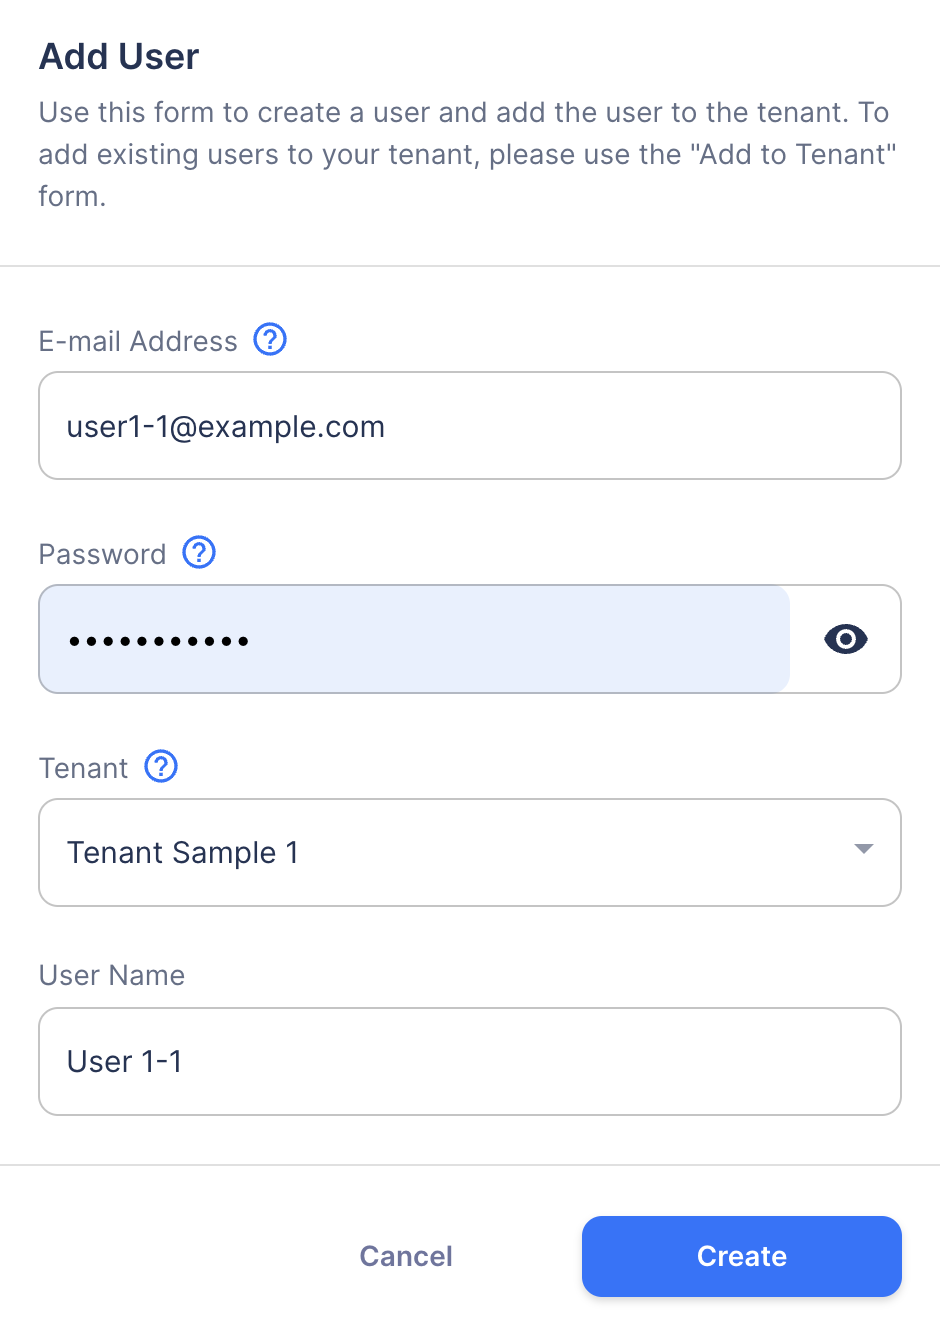 Add User
Use this form to create a user and add the user to the tenant. To
add existing users to your tenant, please use the "Add to Tenant"
form.
E-mail Address ?
user1-1@example.com
Password ?
•••••••••••
Tenant ?
Tenant Sample 1
User Name
User 1-1
Cancel
Create